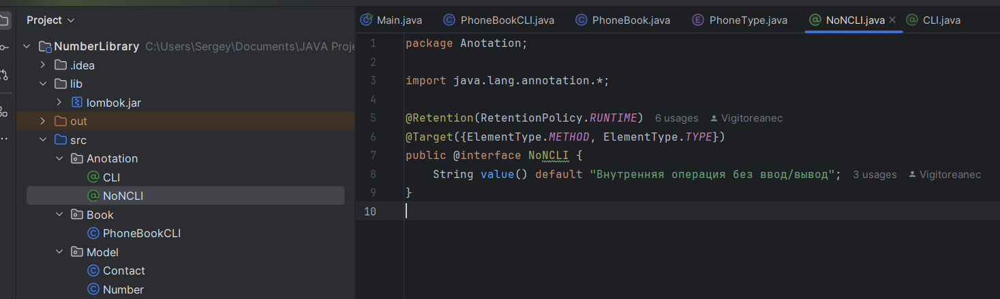 Project
NumberLibrary C:\Users\Sergey\Documents\JAVA Proje
.idea
lib
lombok.jar
out
src
Anotation
CLI
NoNCLI
Book
PhoneBookCLI
Model
Contact
Number
Main.java PhoneBookCLI.java PhoneBook.java PhoneType.java NoNCLI.java CLI.java
1 package Anotation;
2
3 import java.lang.annotation.*;
4
5 @Retention(RetentionPolicy.RUNTIME) 6 usages Vigitoreanec
6 @Target({ElementType.METHOD, ElementType.TYPE})
7 public @interface NoNCLI {
8 String value() default "Внутренняя операция без ввод/вывод"; 3 usages Vigitoreanec
9 }
10